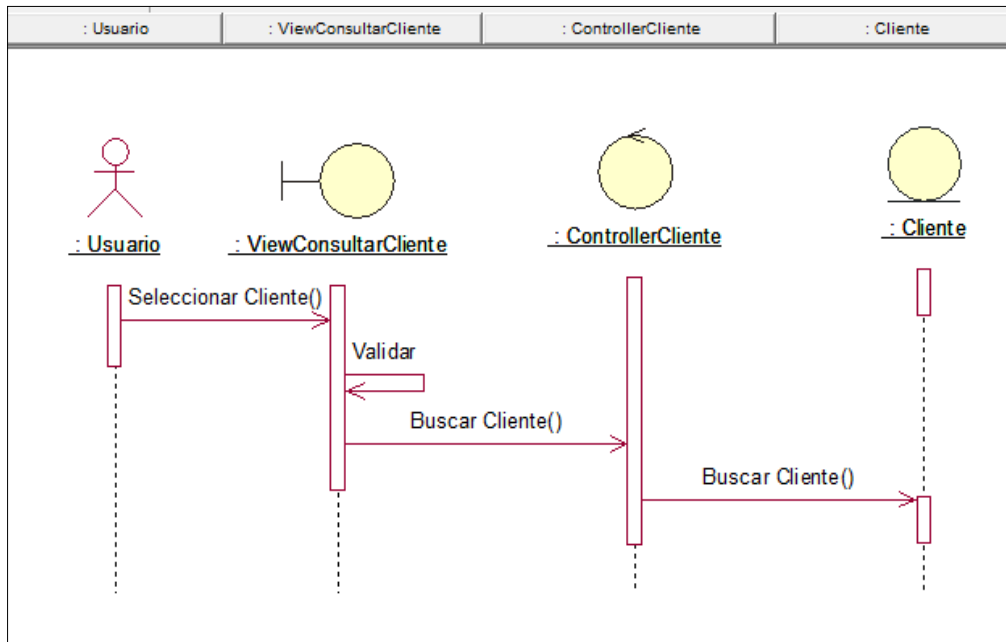 : Usuario
: ViewConsultarCliente
: ControllerCliente
: Cliente
: Usuario
: ViewConsultarCliente
: ControllerCliente
: Cliente
Seleccionar Cliente()
Validar
Buscar Cliente()
Buscar Cliente()